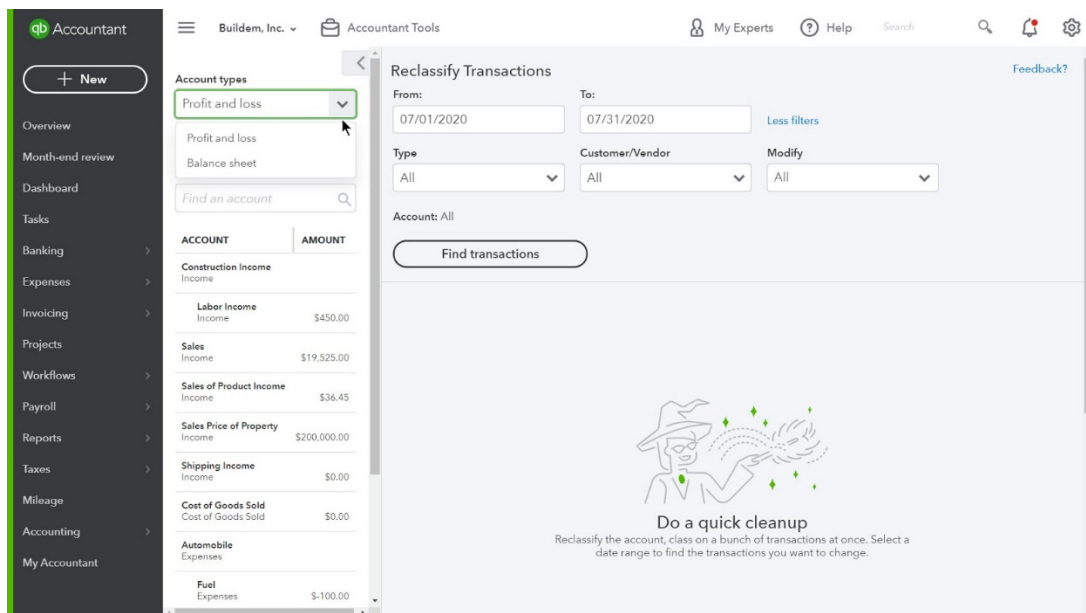 qb Accountant
Buildem, Inc.
Accountant Tools
My Experts
? Help
Search
+ New
Overview
Month-end review
Dashboard
Tasks
Banking
Expenses
Invoicing
Projects
Workflows
Payroll
Reports
Taxes
Mileage
Accounting
My Accountant
Account types
Profit and loss
Profit and loss
Balance sheet
Find an account
ACCOUNT AMOUNT
Construction Income
Income
Labor Income
Income $450.00
Sales
Income $19,525.00
Sales of Product Income
Income $36.45
Sales Price of Property
Income $200,000.00
Shipping Income
Income $0.00
Cost of Goods Sold
Cost of Goods Sold $0.00
Automobile
Expenses
Fuel
Expenses $-100.00
Reclassify Transactions
Feedback?
From: To:
07/01/2020 07/31/2020 Less filters
Type Customer/Vendor Modify
All All All
Account: All
Find transactions
Do a quick cleanup
Reclassify the account, class on a bunch of transactions at once. Select a
date range to find the transactions you want to change.